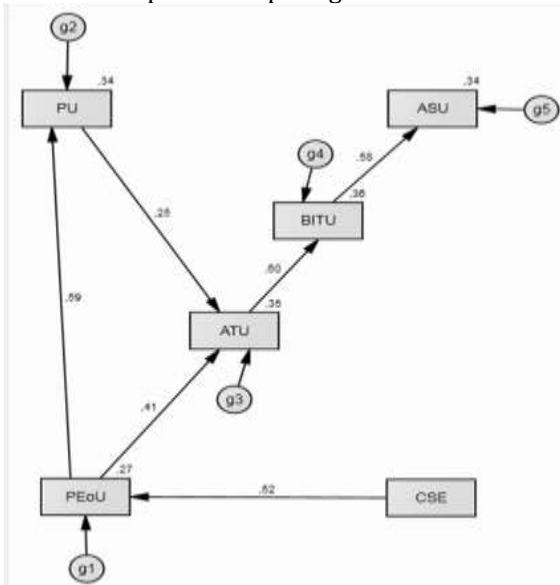 g2
.34
.34
PU
ASU
g5
g4
.58
.36
BITU
.25
.60
.35
.59
ATU
g3
.41
.27
.52
PEoU
CSE
g1